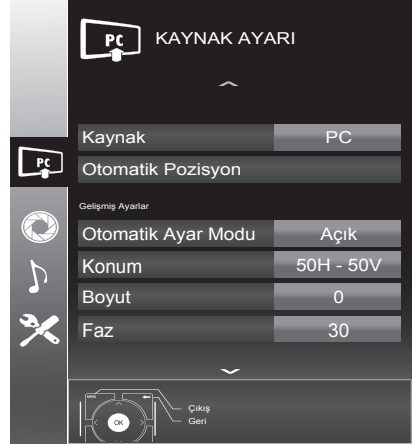 PC KAYNAK AYARI
Kaynak PC
PC
Otomatik Pozisyon
Gelişmiş Ayarlar
Otomatik Ayar Modu Açık
Konum 50H - 50V
Boyut 0
Faz 30
MENU
Çıkış
OK
Geri